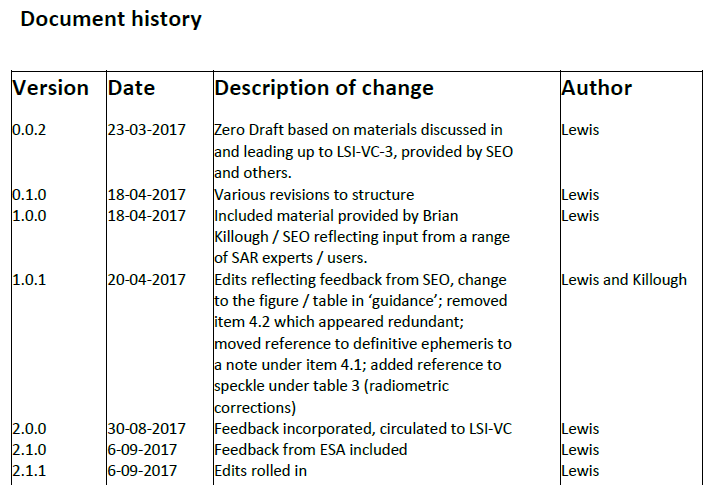 Document history
Version Date Description of change Author
0.0.2 23-03-2017 Zero Draft based on materials discussed in Lewis
and leading up to LSI-VC-3, provided by SEO
and others.
0.1.0 18-04-2017 Various revisions to structure Lewis
1.0.0 18-04-2017 Included material provided by Brian Lewis
Killough / SEO reflecting input from a range
of SAR experts / users.
1.0.1 20-04-2017 Edits reflecting feedback from SEO, change Lewis and Killough
to the figure / table in ‘guidance’; removed
item 4.2 which appeared redundant;
moved reference to definitive ephemeris to
a note under item 4.1; added reference to
speckle under table 3 (radiometric
corrections)
2.0.0 30-08-2017 Feedback incorporated, circulated to LSI-VC Lewis
2.1.0 6-09-2017 Feedback from ESA included Lewis
2.1.1 6-09-2017 Edits rolled in Lewis